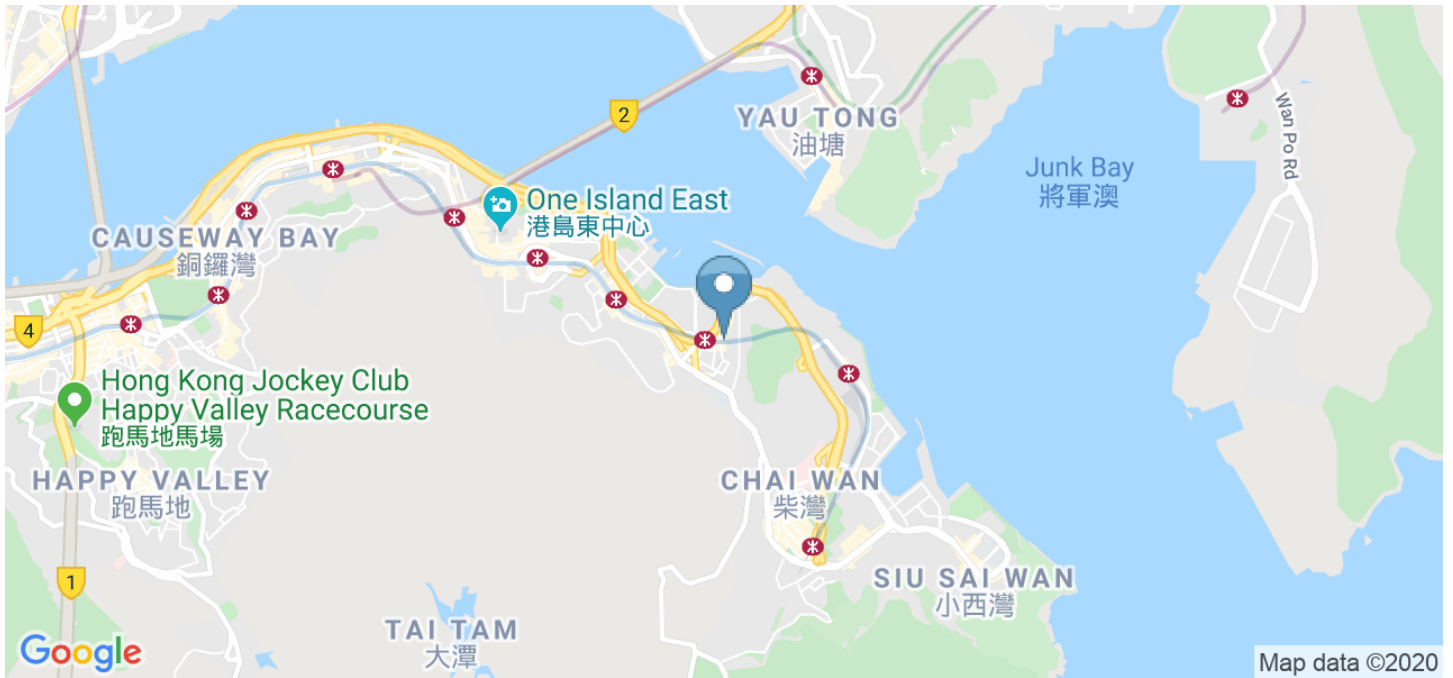 2
YAU TONG
油塘
Wan Po Rd
Junk Bay
將軍澳
One Island East
港島東中心
CAUSEWAY BAY
銅鑼灣
4
Hong Kong Jockey Club
Happy Valley Racecourse
跑馬地馬場
HAPPY VALLEY
跑馬地
CHAI WAN
柴灣
1
SIU SAI WAN
小西灣
TAI TAM
大潭
Google
Map data ©2020